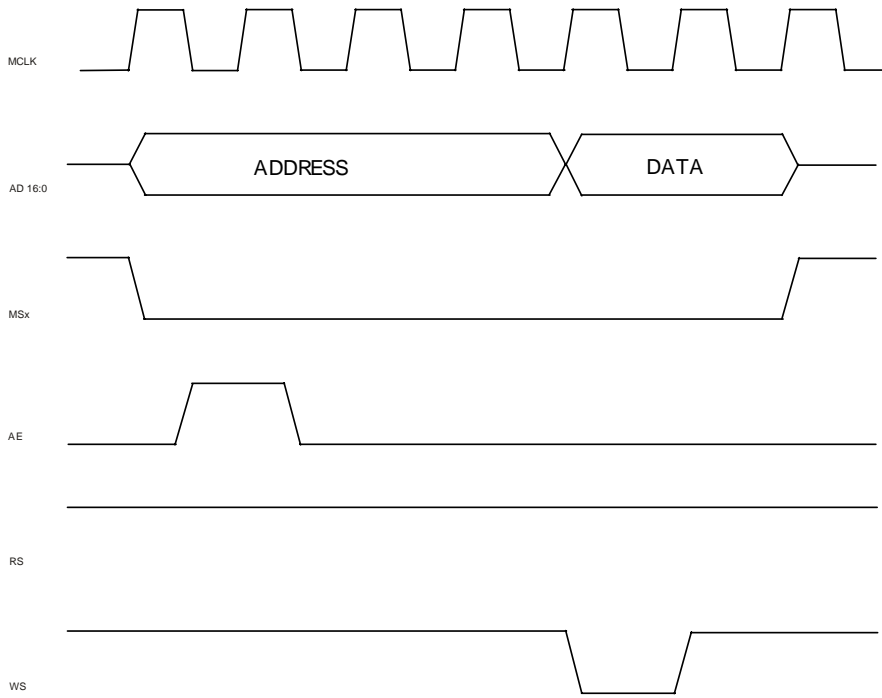 MCLK
AD 16:0
ADDRESS
DATA
MSx
AE
RS
WS